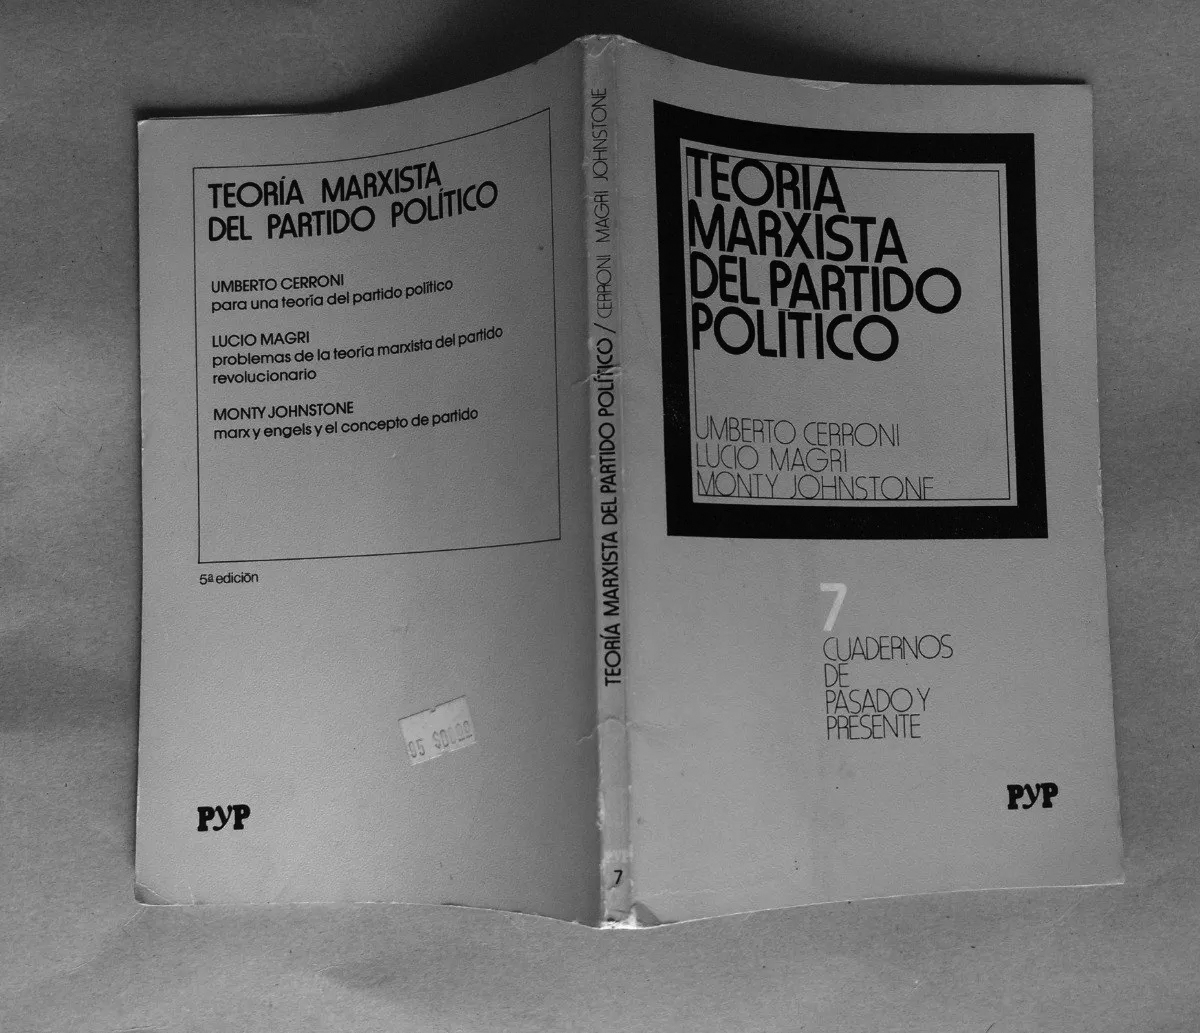 TEORÍA MARXISTA
DEL PARTIDO POLÍTICO
UMBERTO CERRONI
para una teoría del partido político
LUCIO MAGRI
problemas de la teoría marxista del partido
revolucionario
MONTY JOHNSTONE
marx y engels y el concepto de partido
5ª edición
PYP
TEORÍA MARXISTA DEL PARTIDO POLÍTICO / CERRONI MAGRI JOHNSTONE
7
TEORIA
MARXISTA
DEL PARTIDO
POLÍTICO
UMBERTO CERRONI
LUCIO MAGRI
MONTY JOHNSTONE
7
CUADERNOS
DE
PASADO Y
PRESENTE
PYP